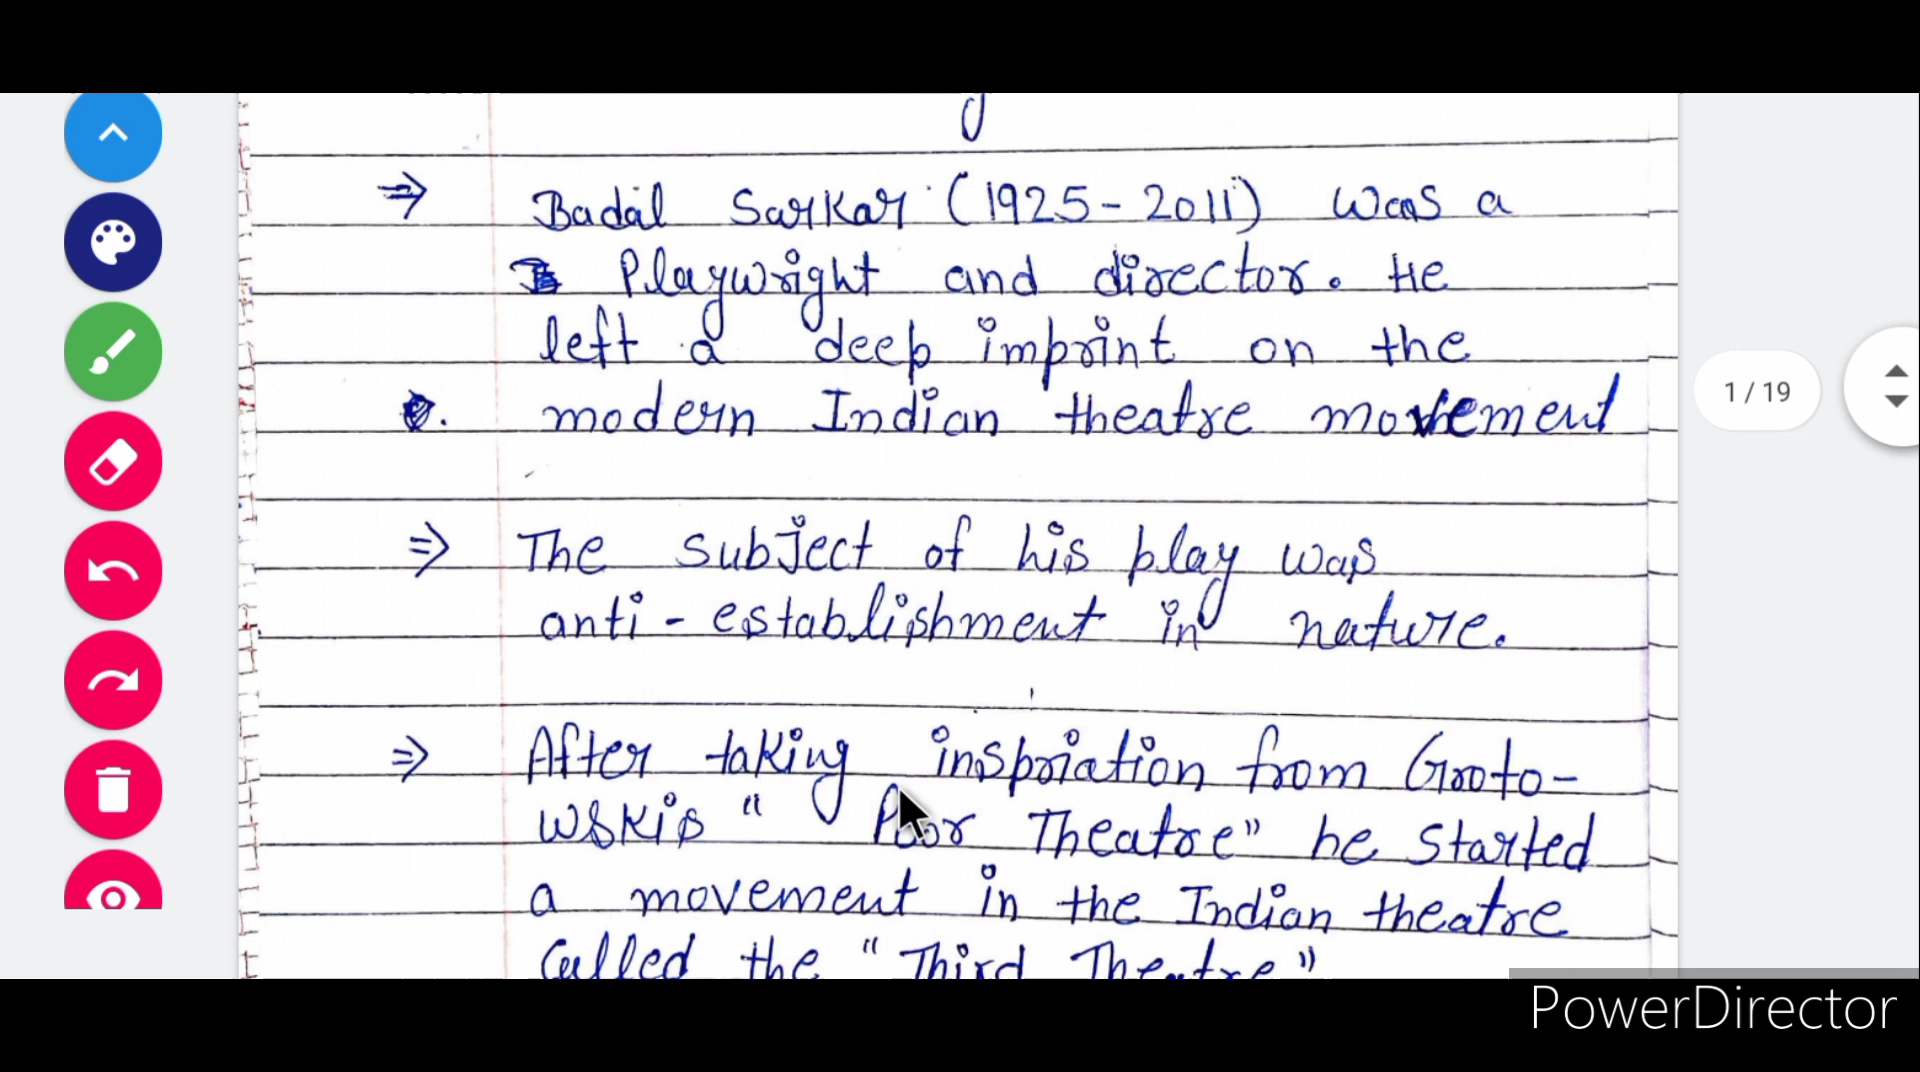 ⇒ Badal Sarkar (1925-2011) was a
Playwright and director. He
left a deep imprint on the
1 / 19
modern Indian theatre movement
⇒ The subject of his play was
anti-establishment in nature.
⇒ After taking inspriation from Groto-
wskis " Poor Theatre" he started
a movement in the Indian theatre
Called the "Third Theatre"
PowerDirector